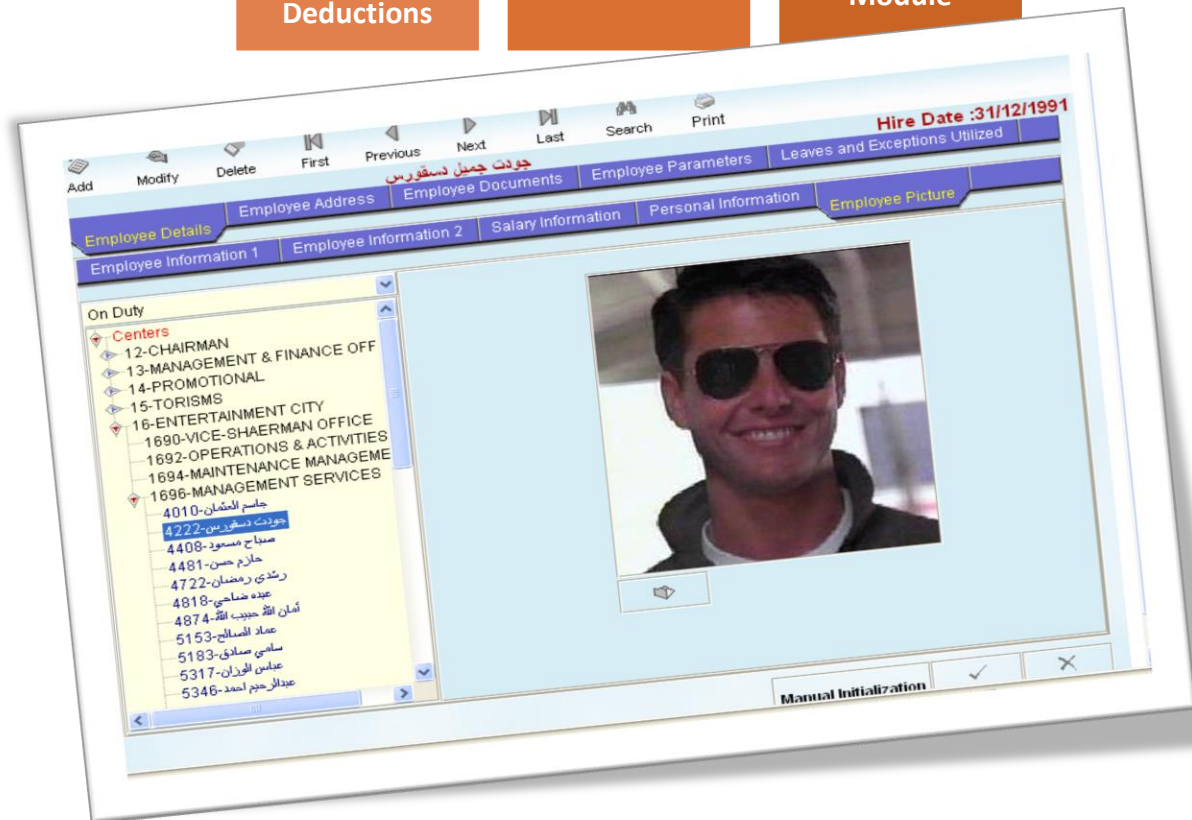 Deductions
Module
Add
Modify
Delete
First
Previous
Next
Last
Search
Print
جودت جميل دسقورس
Hire Date :31/12/1991
Employee Details
Employee Address
Employee Documents
Employee Parameters
Leaves and Exceptions Utilized
Employee Information 1
Employee Information 2
Salary Information
Personal Information
Employee Picture
On Duty
Centers
12-CHAIRMAN
13-MANAGEMENT & FINANCE OFF
14-PROMOTIONAL
15-TORISMS
16-ENTERTAINMENT CITY
1690-VICE-SHAERMAN OFFICE
1692-OPERATIONS & ACTIVITIES
1694-MAINTENANCE MANAGEME
1696-MANAGEMENT SERVICES
4010-جاسم العثمان
4222-جودت دسقورس
4408-صباح مسعود
4481-حازم حسن
4722-رشدي رمضان
4818-عبده ضاحي
4874-أمان الله حبيب الله
5153-عماد الصالح
5183-سامي صادق
5317-عباس الوزان
5346-عبدالرحيم احمد
Manual Initialization